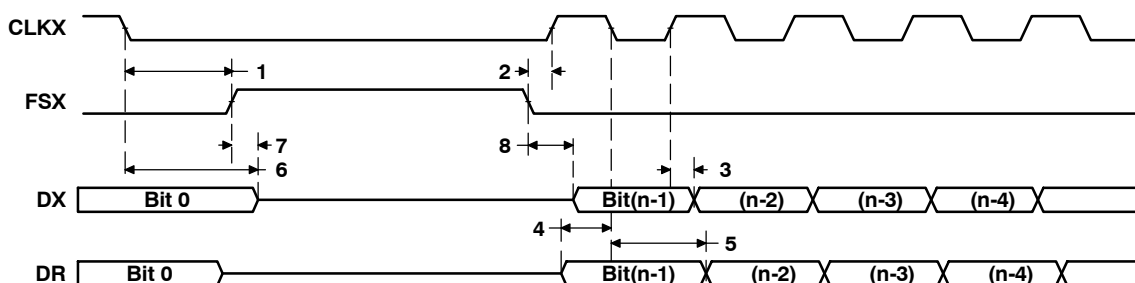 CLKX
1
2
FSX
7
8
6
3
DX
Bit 0
Bit(n-1)
(n-2)
(n-3)
(n-4)
4
5
DR
Bit 0
Bit(n-1)
(n-2)
(n-3)
(n-4)